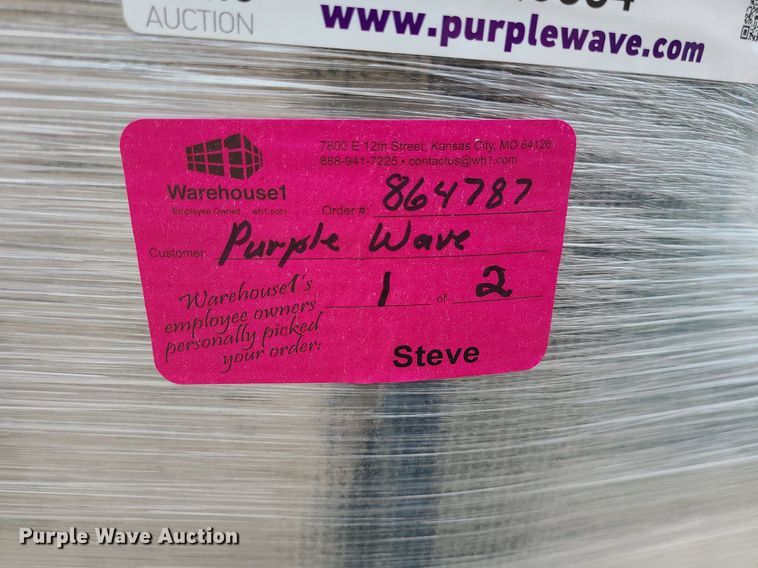 AUCTION
www.purplewave.com
Warehouse1
Employee Owned wh1.com
7800 E 12th Street, Kansas City, MO 64126
888-941-7225 • contactus@wh1.com
Order #: 864787
Customer: Purple Wave
Warehouse1's
employee owners
personally picked
your order:
1 of 2
Steve
Purple Wave Auction